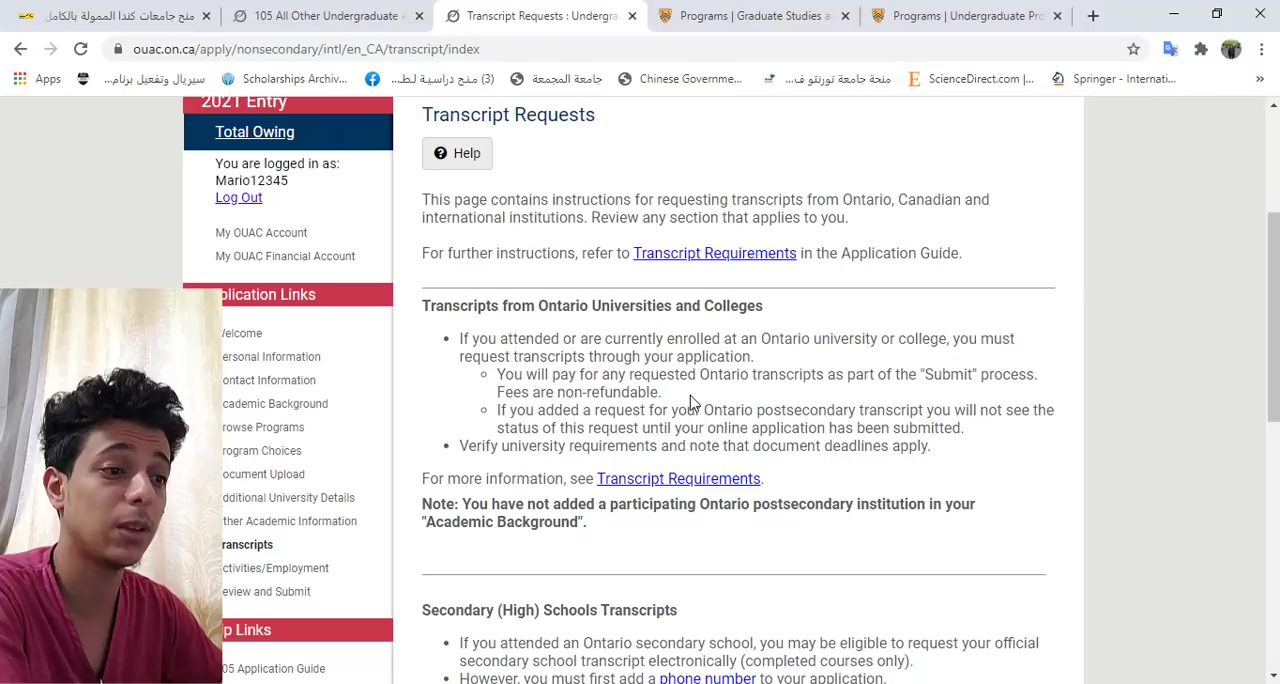 منح جامعات كندا الممولة بالكامل
105 All Other Undergraduate A
Transcript Requests : Undergra
Programs | Graduate Studies a
Programs | Undergraduate Pro
ouac.on.ca/apply/nonsecondary/intl/en_CA/transcript/index
Apps
سيريال وتفعيل برنام...
Scholarships Archiv...
(3) منح دراسية لط...
جامعة المجمعة
Chinese Governme...
منحة جامعة تورنتو ف...
ScienceDirect.com |...
Springer - Internati...
»
2021 Entry
Total Owing
You are logged in as:
Mario12345
Log Out
My OUAC Account
My OUAC Financial Account
plication Links
elcome
ersonal Information
ontact Information
cademic Background
rowse Programs
rogram Choices
ocument Upload
dditional University Details
ther Academic Information
ranscripts
ctivities/Employment
eview and Submit
p Links
05 Application Guide
Transcript Requests
Help
This page contains instructions for requesting transcripts from Ontario, Canadian and
international institutions. Review any section that applies to you.
For further instructions, refer to Transcript Requirements in the Application Guide.
Transcripts from Ontario Universities and Colleges
• If you attended or are currently enrolled at an Ontario university or college, you must
request transcripts through your application.
○ You will pay for any requested Ontario transcripts as part of the "Submit" process.
Fees are non-refundable.
○ If you added a request for your Ontario postsecondary transcript you will not see the
status of this request until your online application has been submitted.
• Verify university requirements and note that document deadlines apply.
For more information, see Transcript Requirements.
Note: You have not added a participating Ontario postsecondary institution in your
"Academic Background".
Secondary (High) Schools Transcripts
• If you attended an Ontario secondary school, you may be eligible to request your official
secondary school transcript electronically (completed courses only).
• However, you must first add a phone number to your application.